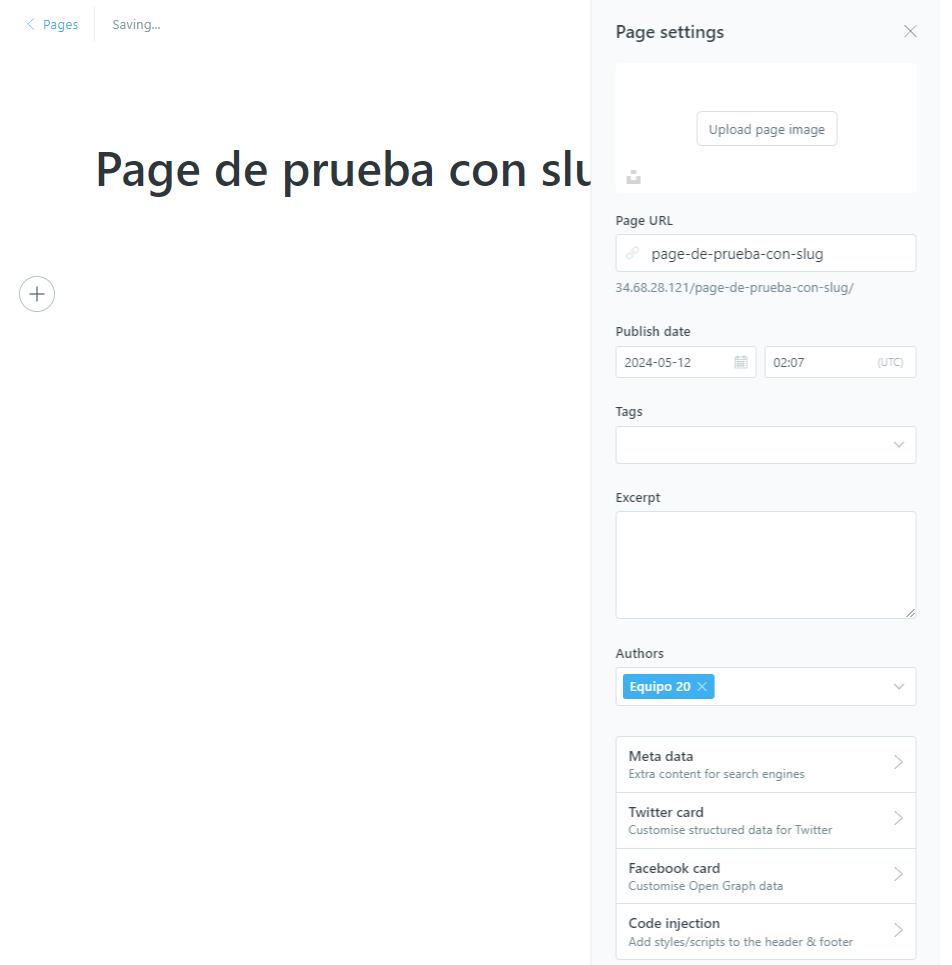 Pages
Saving...
Page settings
Upload page image
Page de prueba con slu
Page URL
page-de-prueba-con-slug
34.68.28.121/page-de-prueba-con-slug/
Publish date
2024-05-12
02:07 (UTC)
Tags
Excerpt
Authors
Equipo 20
Meta data
Extra content for search engines
Twitter card
Customise structured data for Twitter
Facebook card
Customise Open Graph data
Code injection
Add styles/scripts to the header & footer